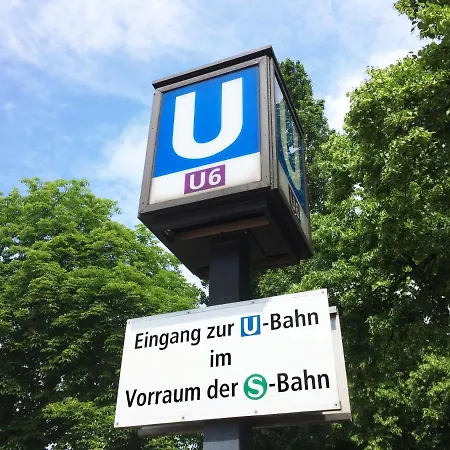 U
U6
Eingang zur U-Bahn
im
Vorraum der S-Bahn